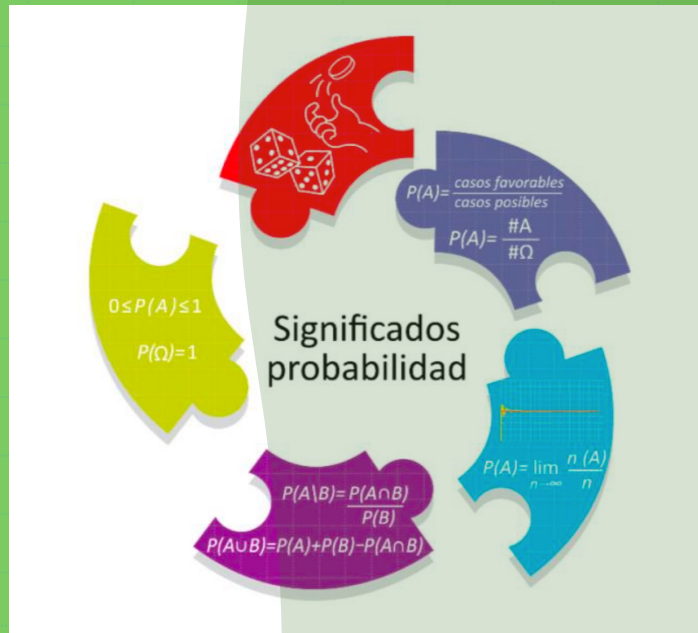 P(A)= casos favorables
casos posibles
P(A)= #A
#Ω
0≤P(A)≤1
P(Ω)=1
Significados
probabilidad
P(A)= lim n (A)
n→∞ n
P(A\B)= P(A∩B)
P(B)
P(A∪B)=P(A)+P(B)−P(A∩B)